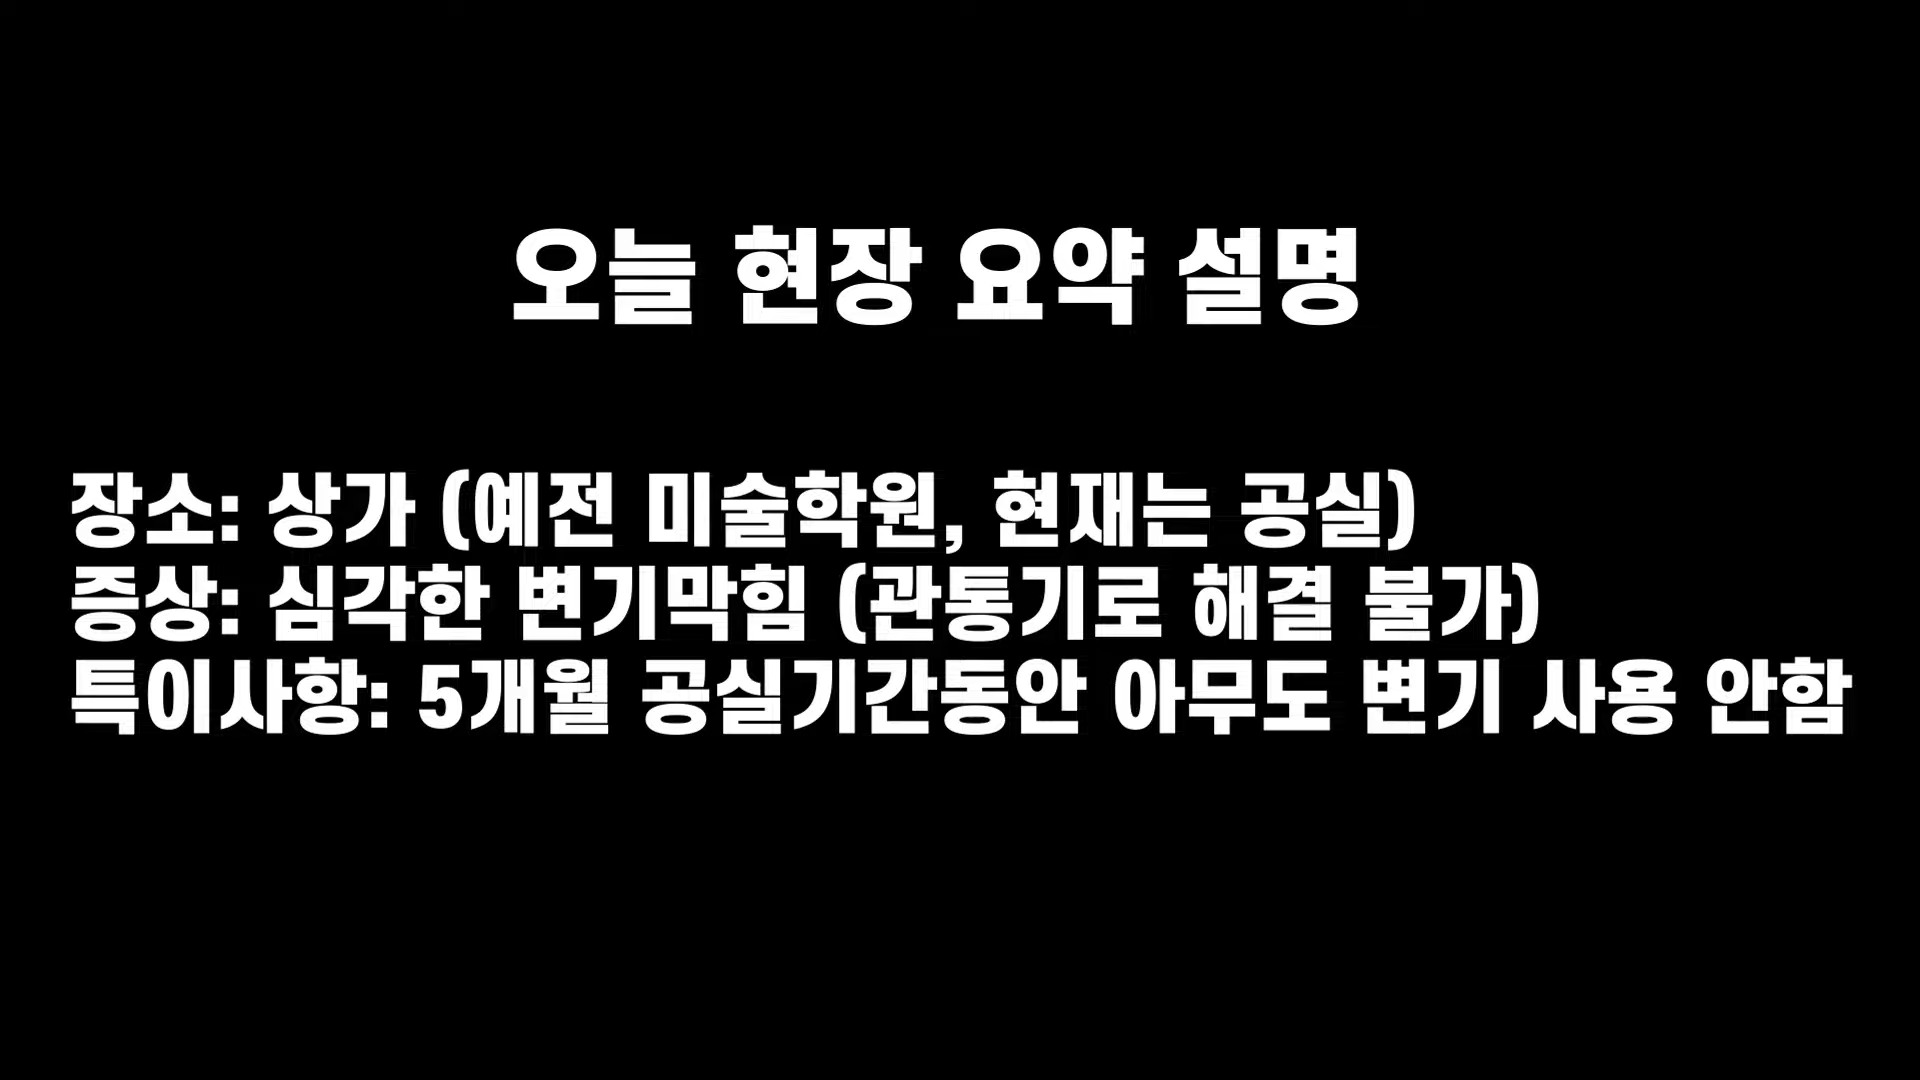 오늘 현장 요약 설명
장소: 상가 (예전 미술학원, 현재는 공실)
증상: 심각한 변기막힘 (관통기로 해결 불가)
특이사항: 5개월 공실기간동안 아무도 변기 사용 안함